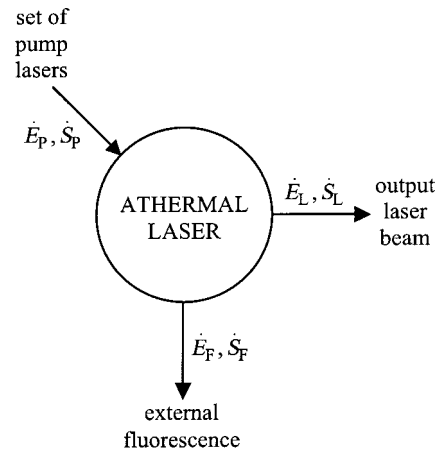 set of
pump
lasers
Ė_P, Ṡ_P
ATHERMAL
LASER
Ė_L, Ṡ_L
output
laser
beam
Ė_F, Ṡ_F
external
fluorescence